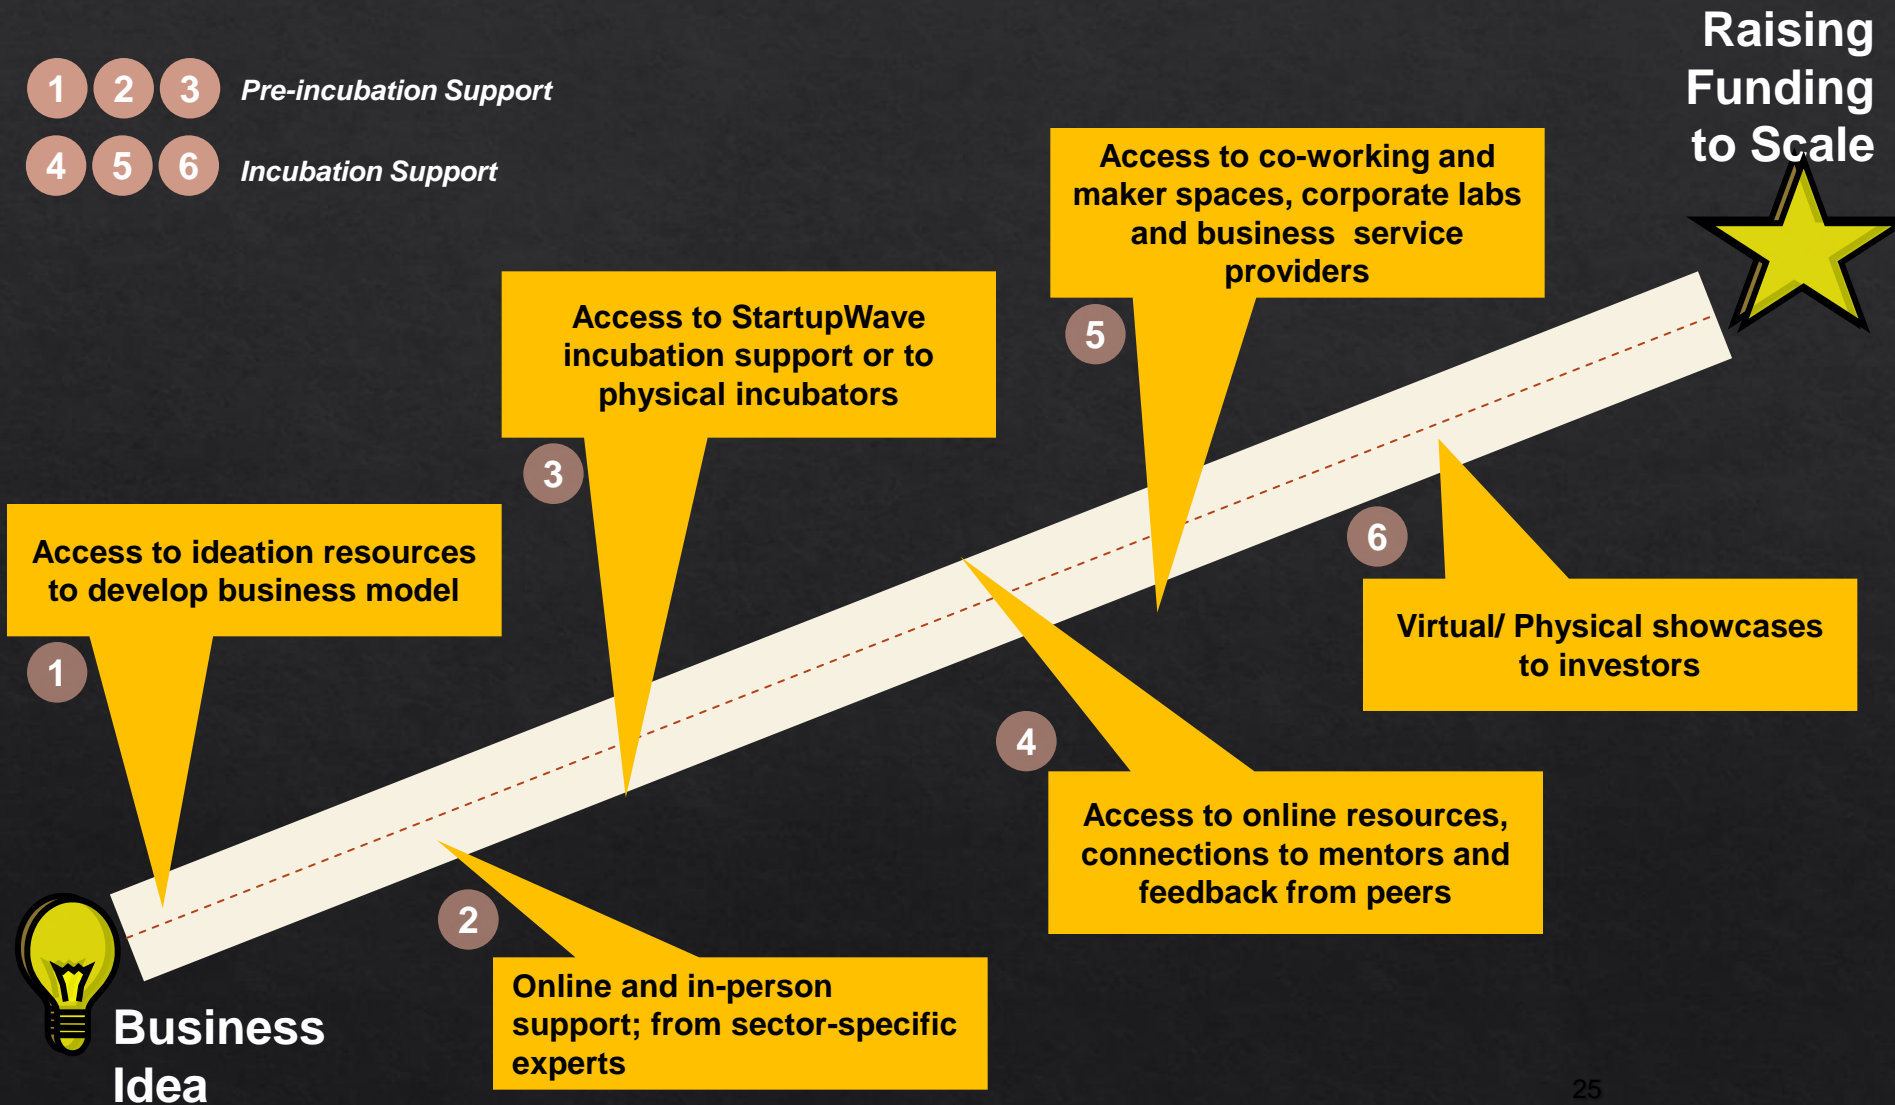 Raising
Funding
to Scale
1 2 3 Pre-incubation Support
4 5 6 Incubation Support
Access to co-working and
maker spaces, corporate labs
and business service
providers
5
Access to StartupWave
incubation support or to
physical incubators
3
Access to ideation resources
to develop business model
1
6
Virtual/ Physical showcases
to investors
4
Access to online resources,
connections to mentors and
feedback from peers
2
Online and in-person
support; from sector-specific
experts
Business
Idea
25